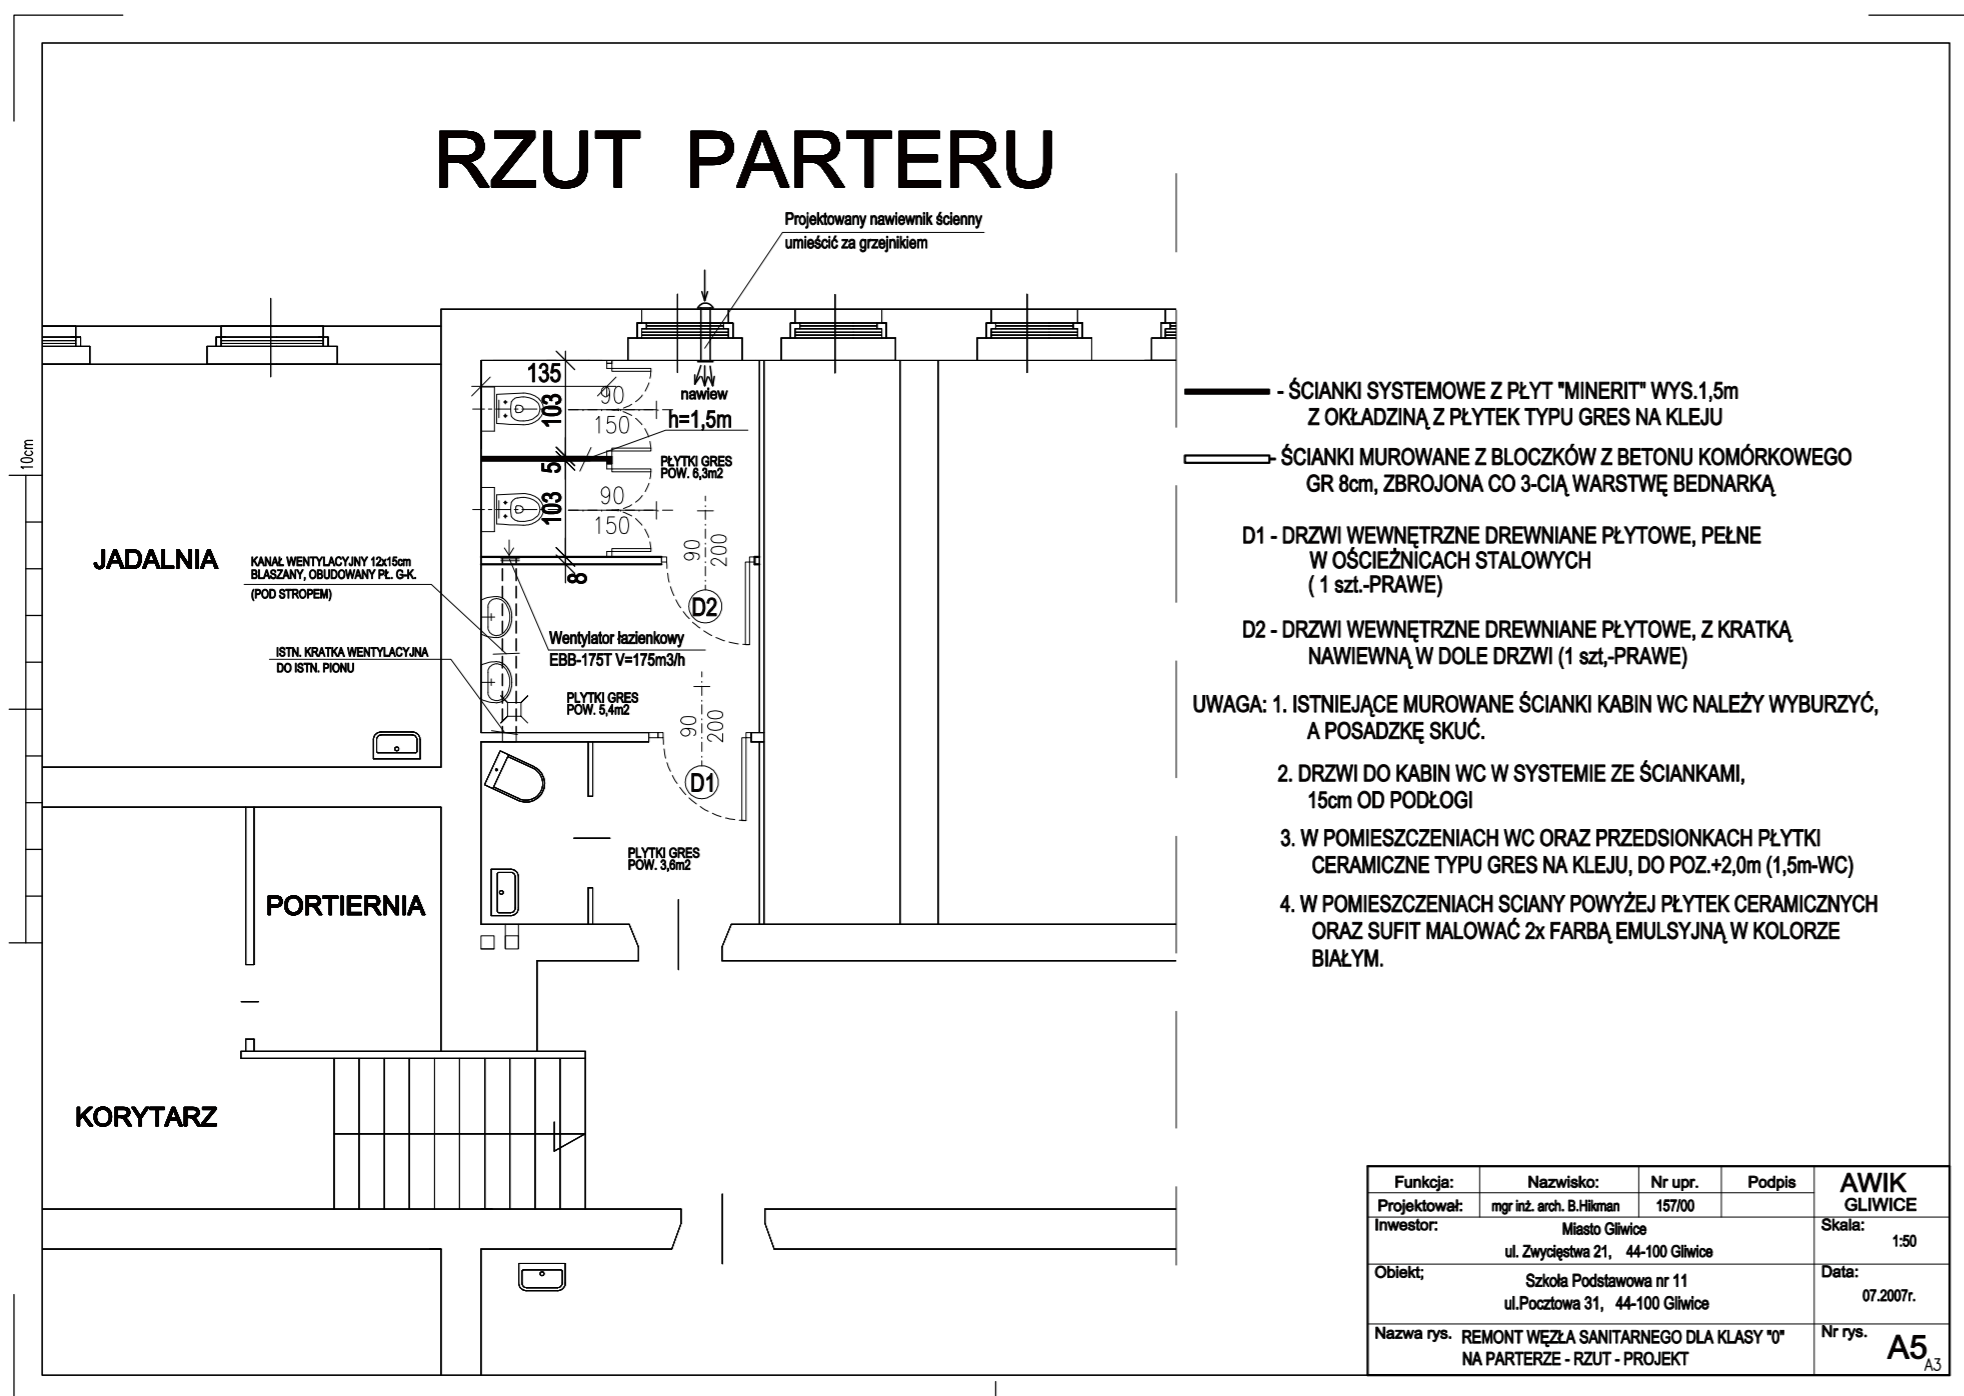 RZUT PARTERU
Projektowany nawiewnik ścienny
umieścić za grzejnikiem
10cm
135
103
90
150
nawiew
h=1,5m
5
PŁYTKI GRES
POW. 6,3m2
103
90
150
90
200
8
D2
JADALNIA
KANAŁ WENTYLACYJNY 12x15cm
BLASZANY, OBUDOWANY PŁ. G-K.
(POD STROPEM)
ISTN. KRATKA WENTYLACYJNA
DO ISTN. PIONU
Wentylator łazienkowy
EBB-175T V=175m3/h
PLYTKI GRES
POW. 5,4m2
90
200
D1
PLYTKI GRES
POW. 3,6m2
PORTIERNIA
KORYTARZ
- ŚCIANKI SYSTEMOWE Z PŁYT "MINERIT" WYS.1,5m
Z OKŁADZINĄ Z PŁYTEK TYPU GRES NA KLEJU
- ŚCIANKI MUROWANE Z BLOCZKÓW Z BETONU KOMÓRKOWEGO
GR 8cm, ZBROJONA CO 3-CIĄ WARSTWĘ BEDNARKĄ
D1 - DRZWI WEWNĘTRZNE DREWNIANE PŁYTOWE, PEŁNE
W OŚCIEŻNICACH STALOWYCH
( 1 szt.-PRAWE)
D2 - DRZWI WEWNĘTRZNE DREWNIANE PŁYTOWE, Z KRATKĄ
NAWIEWNĄ W DOLE DRZWI (1 szt,-PRAWE)
UWAGA: 1. ISTNIEJĄCE MUROWANE ŚCIANKI KABIN WC NALEŻY WYBURZYĆ,
A POSADZKĘ SKUĆ.
2. DRZWI DO KABIN WC W SYSTEMIE ZE ŚCIANKAMI,
15cm OD PODŁOGI
3. W POMIESZCZENIACH WC ORAZ PRZEDSIONKACH PŁYTKI
CERAMICZNE TYPU GRES NA KLEJU, DO POZ.+2,0m (1,5m-WC)
4. W POMIESZCZENIACH SCIANY POWYŻEJ PŁYTEK CERAMICZNYCH
ORAZ SUFIT MALOWAĆ 2x FARBĄ EMULSYJNĄ W KOLORZE
BIAŁYM.
Funkcja: Nazwisko: Nr upr. Podpis AWIK
GLIWICE
Projektował: mgr inż. arch. B.Hikman 157/00
Inwestor: Miasto Gliwice
ul. Zwycięstwa 21, 44-100 Gliwice
Skala: 1:50
Obiekt; Szkoła Podstawowa nr 11
ul.Pocztowa 31, 44-100 Gliwice
Data: 07.2007r.
Nazwa rys. REMONT WĘZŁA SANITARNEGO DLA KLASY "0"
NA PARTERZE - RZUT - PROJEKT
Nr rys. A5
A3